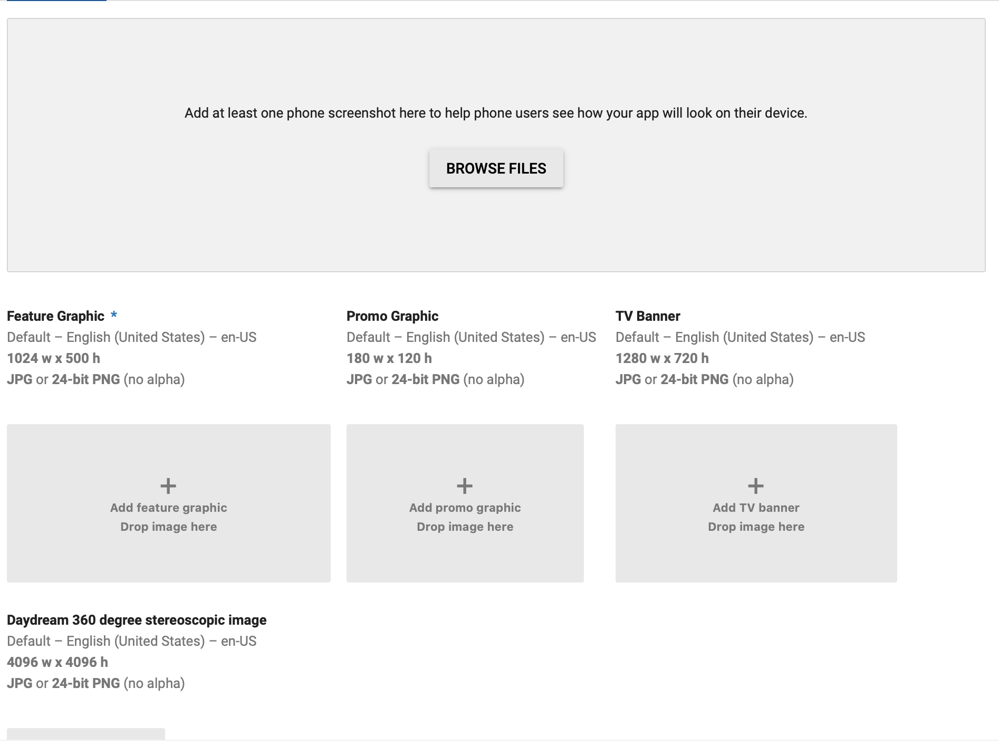 Add at least one phone screenshot here to help phone users see how your app will look on their device.
BROWSE FILES
Feature Graphic *
Default – English (United States) – en-US
1024 w x 500 h
JPG or 24-bit PNG (no alpha)
Promo Graphic
Default – English (United States) – en-US
180 w x 120 h
JPG or 24-bit PNG (no alpha)
TV Banner
Default – English (United States) – en-US
1280 w x 720 h
JPG or 24-bit PNG (no alpha)
+
Add feature graphic
Drop image here
+
Add promo graphic
Drop image here
+
Add TV banner
Drop image here
Daydream 360 degree stereoscopic image
Default – English (United States) – en-US
4096 w x 4096 h
JPG or 24-bit PNG (no alpha)